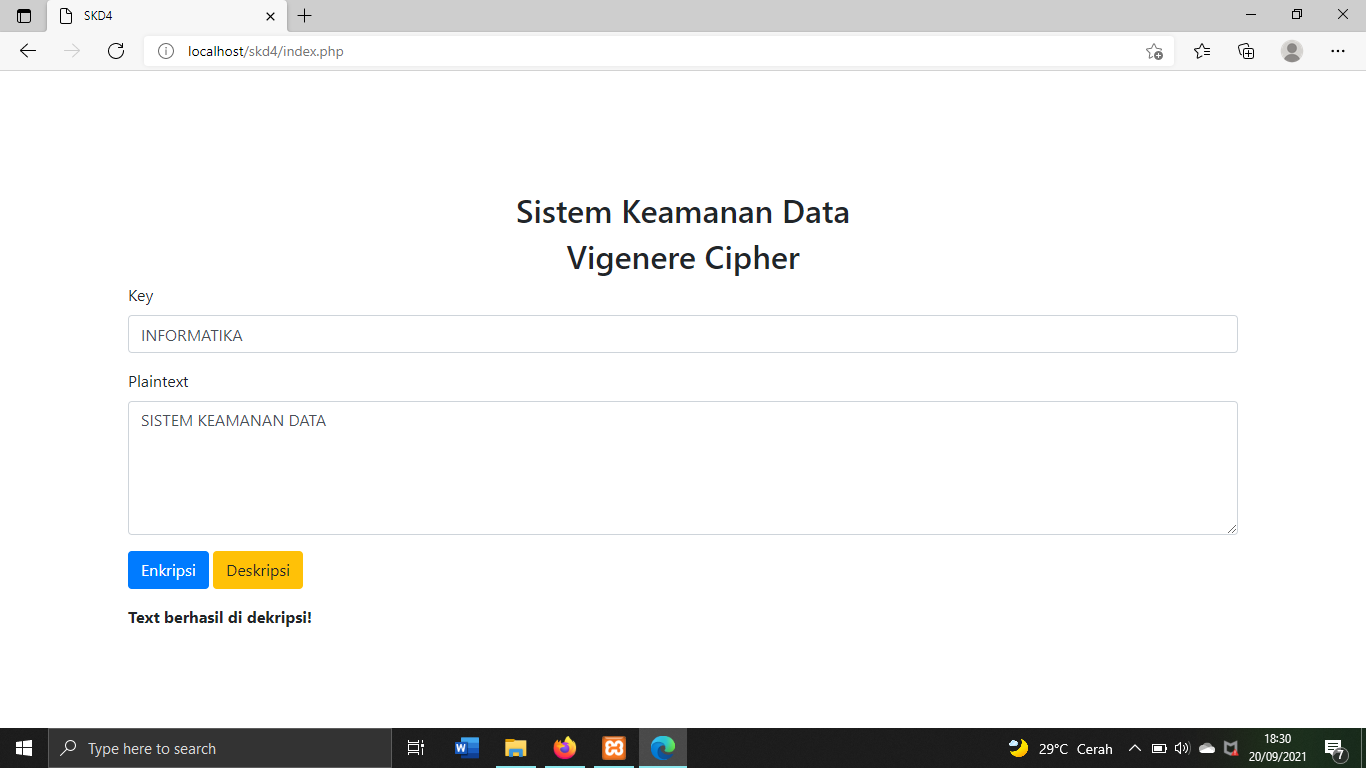 SKD4
localhost/skd4/index.php
Sistem Keamanan Data
Vigenere Cipher
Key
INFORMATIKA
Plaintext
SISTEM KEAMANAN DATA
Enkripsi Deskripsi
Text berhasil di dekripsi!
Type here to search
29°C Cerah
18:30
20/09/2021
7